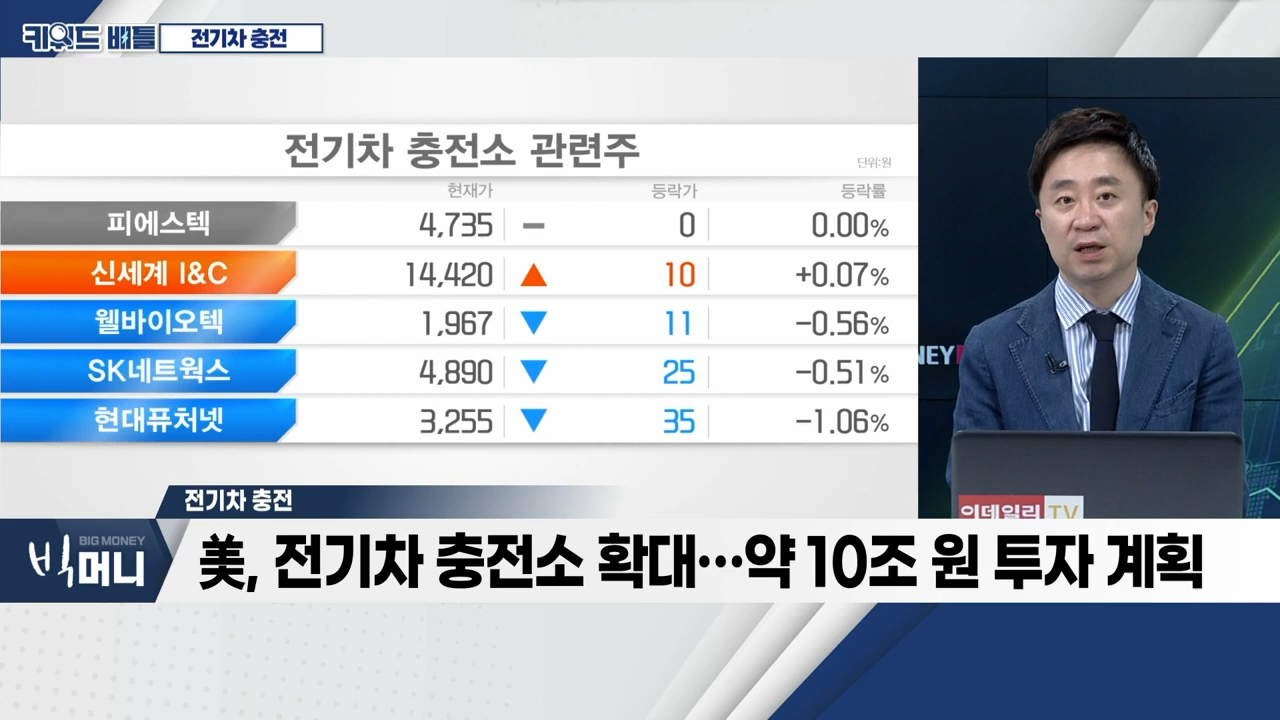 키워드 배틀
전기차 충전
전기차 충전소 관련주
단위:원
현재가 등락가 등락률
피에스텍 4,735 – 0 0.00%
신세계 I&C 14,420 ▲ 10 +0.07%
웰바이오텍 1,967 ▼ 11 -0.56%
SK네트웍스 4,890 ▼ 25 -0.51%
현대퓨처넷 3,255 ▼ 35 -1.06%
NEY
이데일리 TV
전기차 충전
BIG MONEY
빅머니
美, 전기차 충전소 확대…약 10조 원 투자 계획